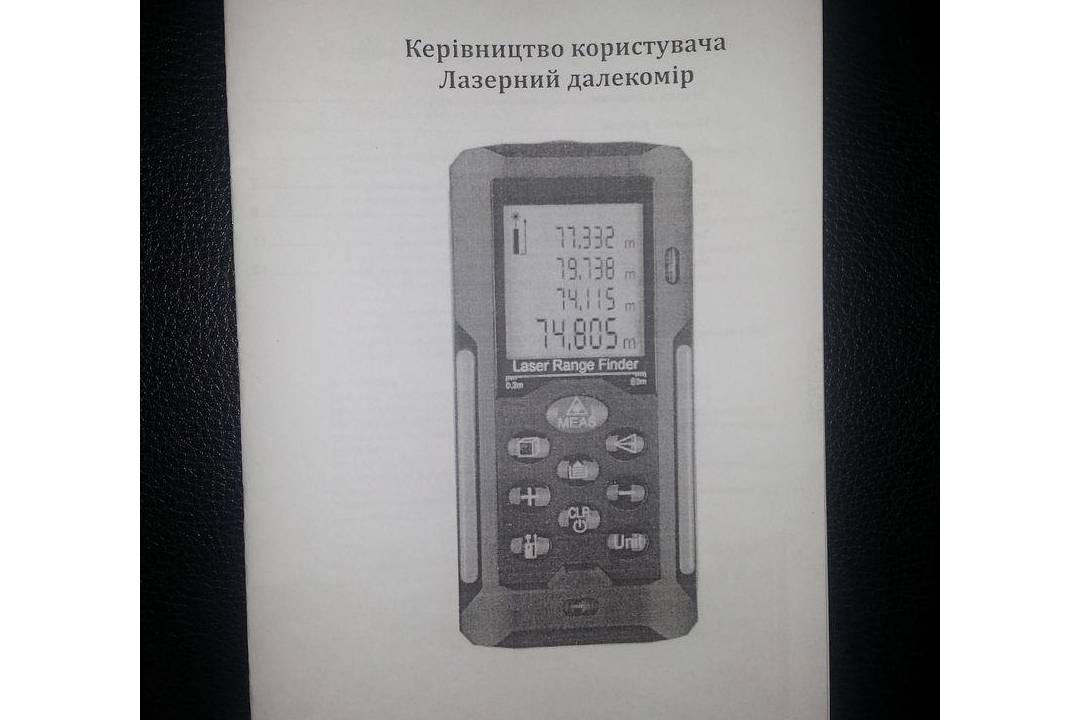 Керівництво користувача
Лазерний далекомір
77.332 m
79.738 m
74.115 m
74.805 m
Laser Range Finder
0.2m
MEAS
CLR
Unit